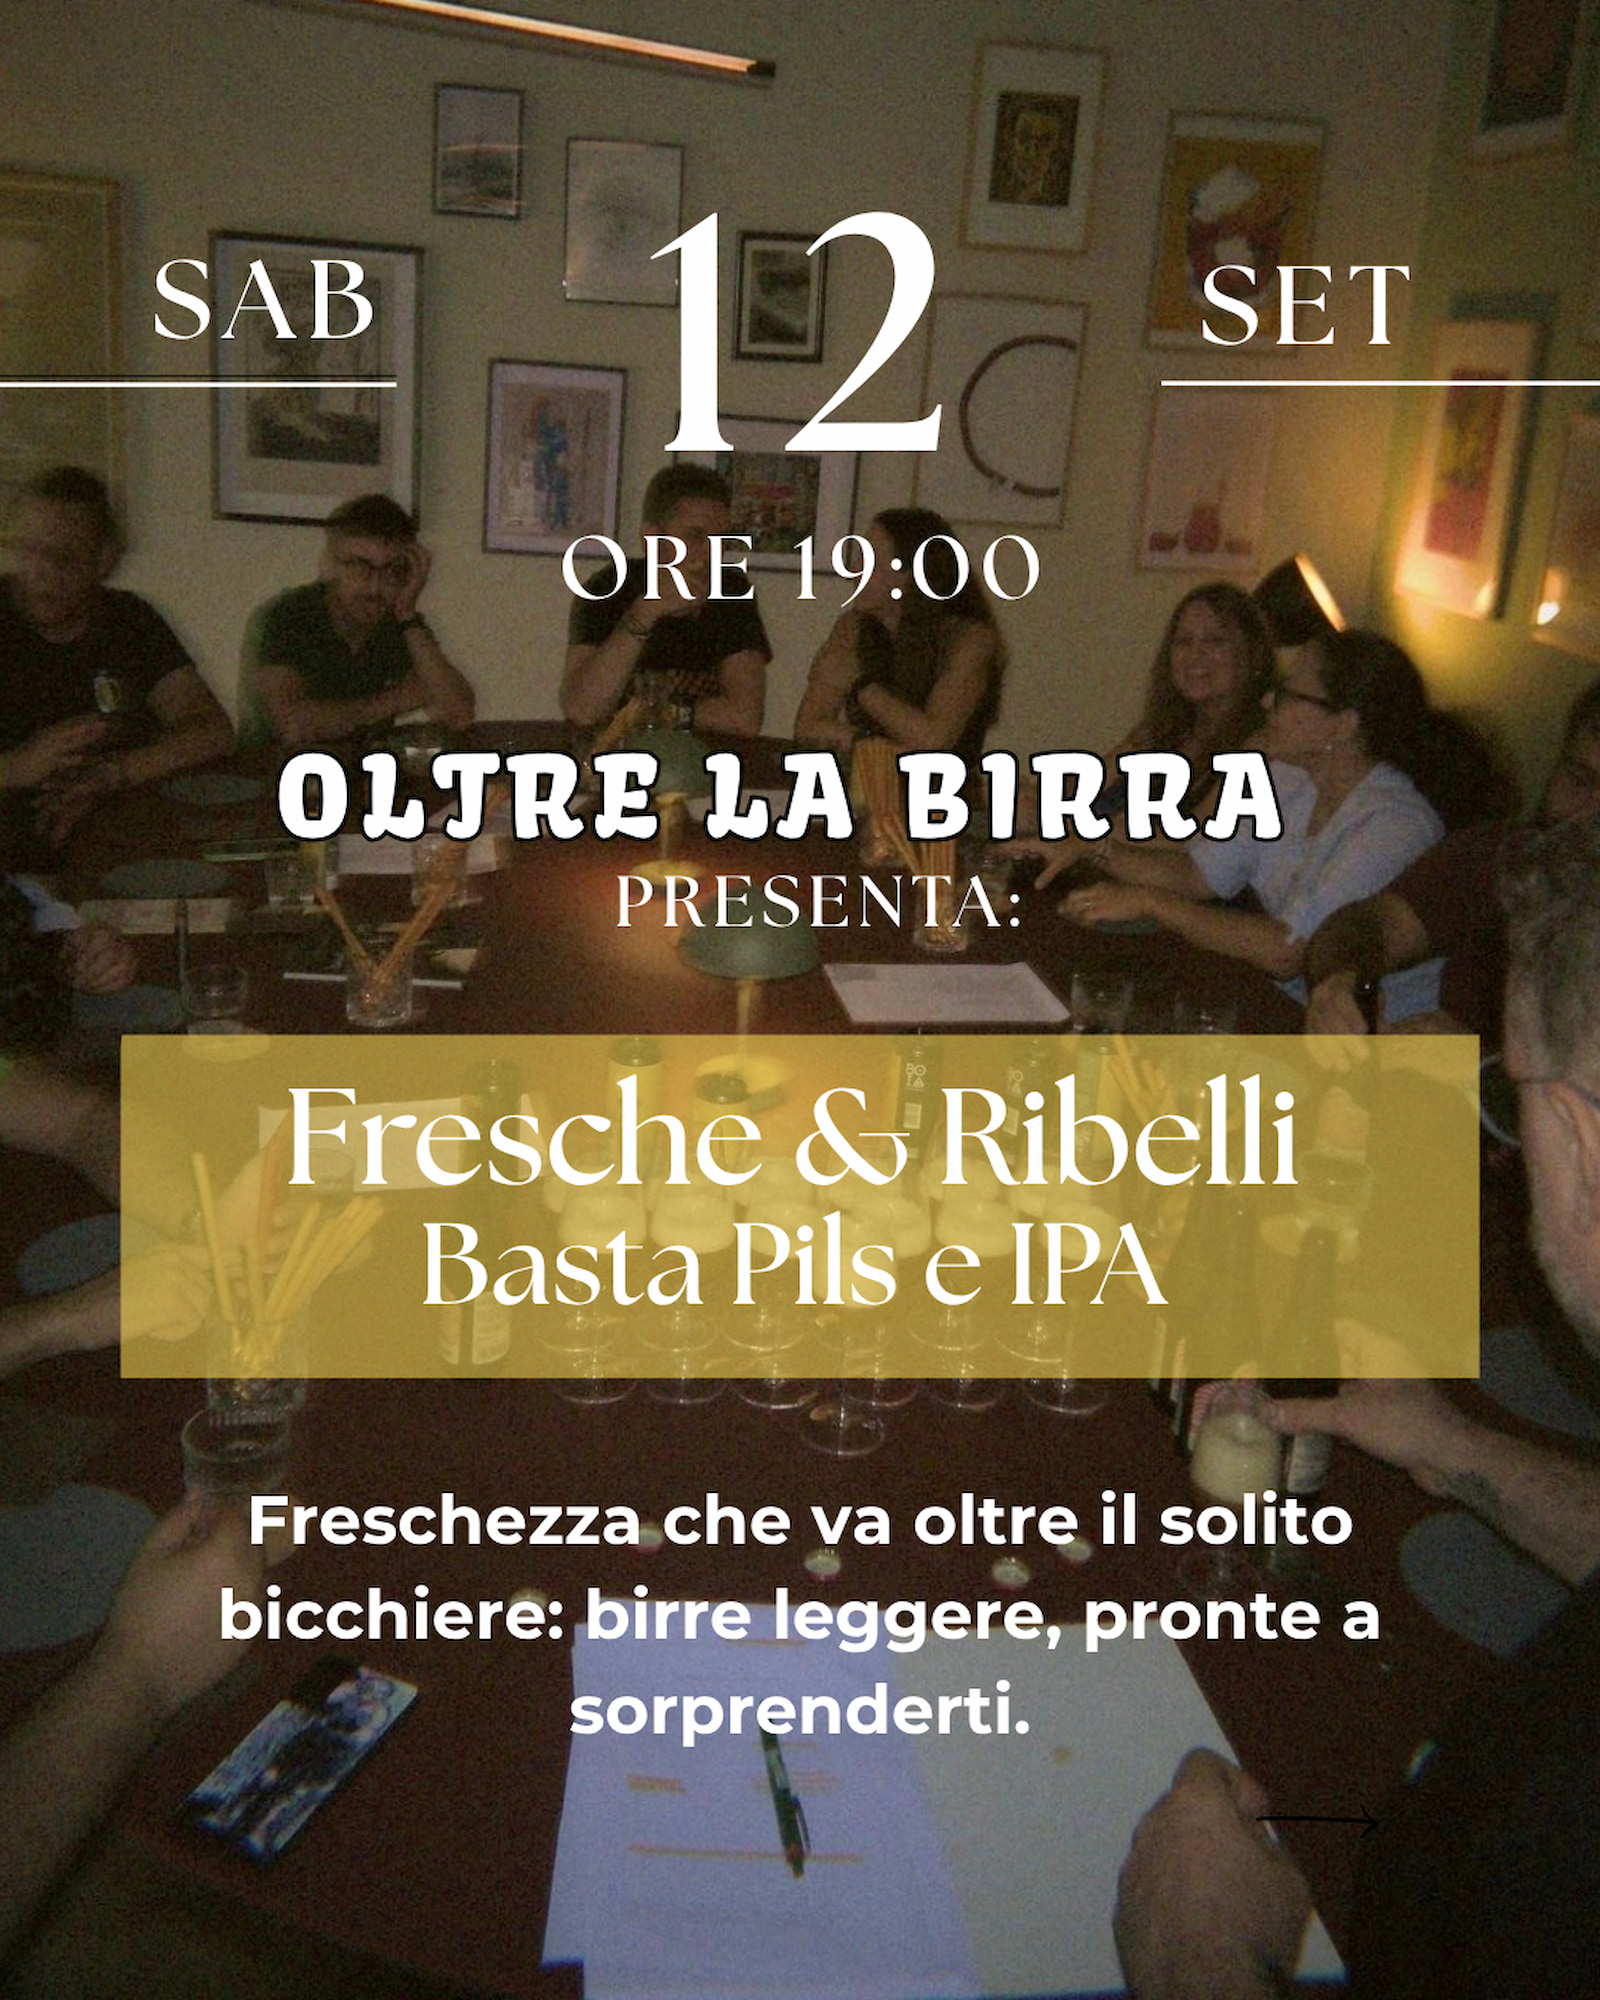 SAB
12
SET
ORE 19:00
OLTRE LA BIRRA
PRESENTA:
Fresche & Ribelli
Basta Pils e IPA
Freschezza che va oltre il solito
bicchiere: birre leggere, pronte a
sorprenderti.